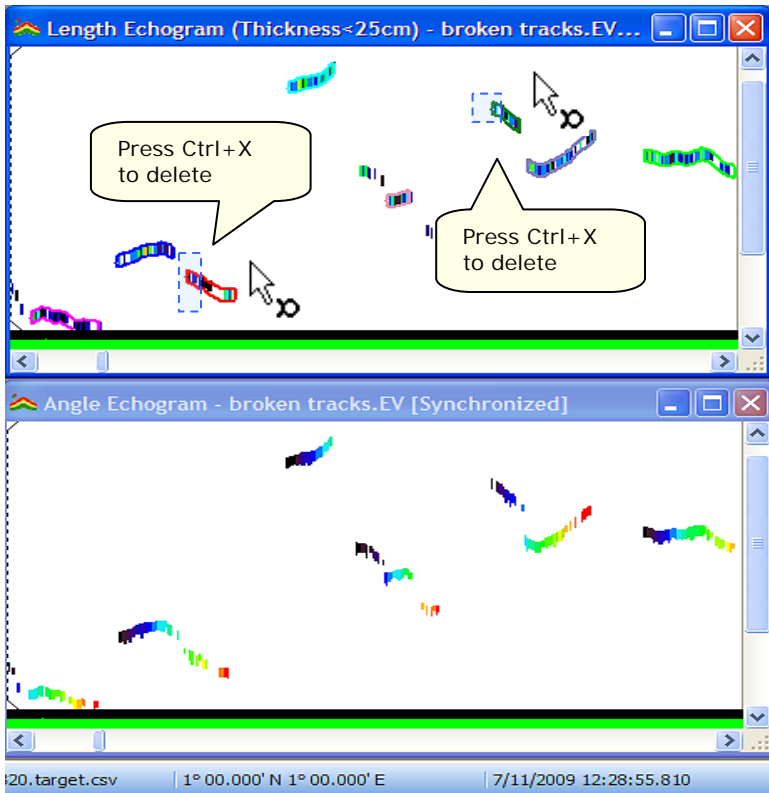 Length Echogram (Thickness<25cm) - broken tracks.EV...
Press Ctrl+X
to delete
Press Ctrl+X
to delete
Angle Echogram - broken tracks.EV [Synchronized]
320.target.csv 1° 00.000' N 1° 00.000' E 7/11/2009 12:28:55.810